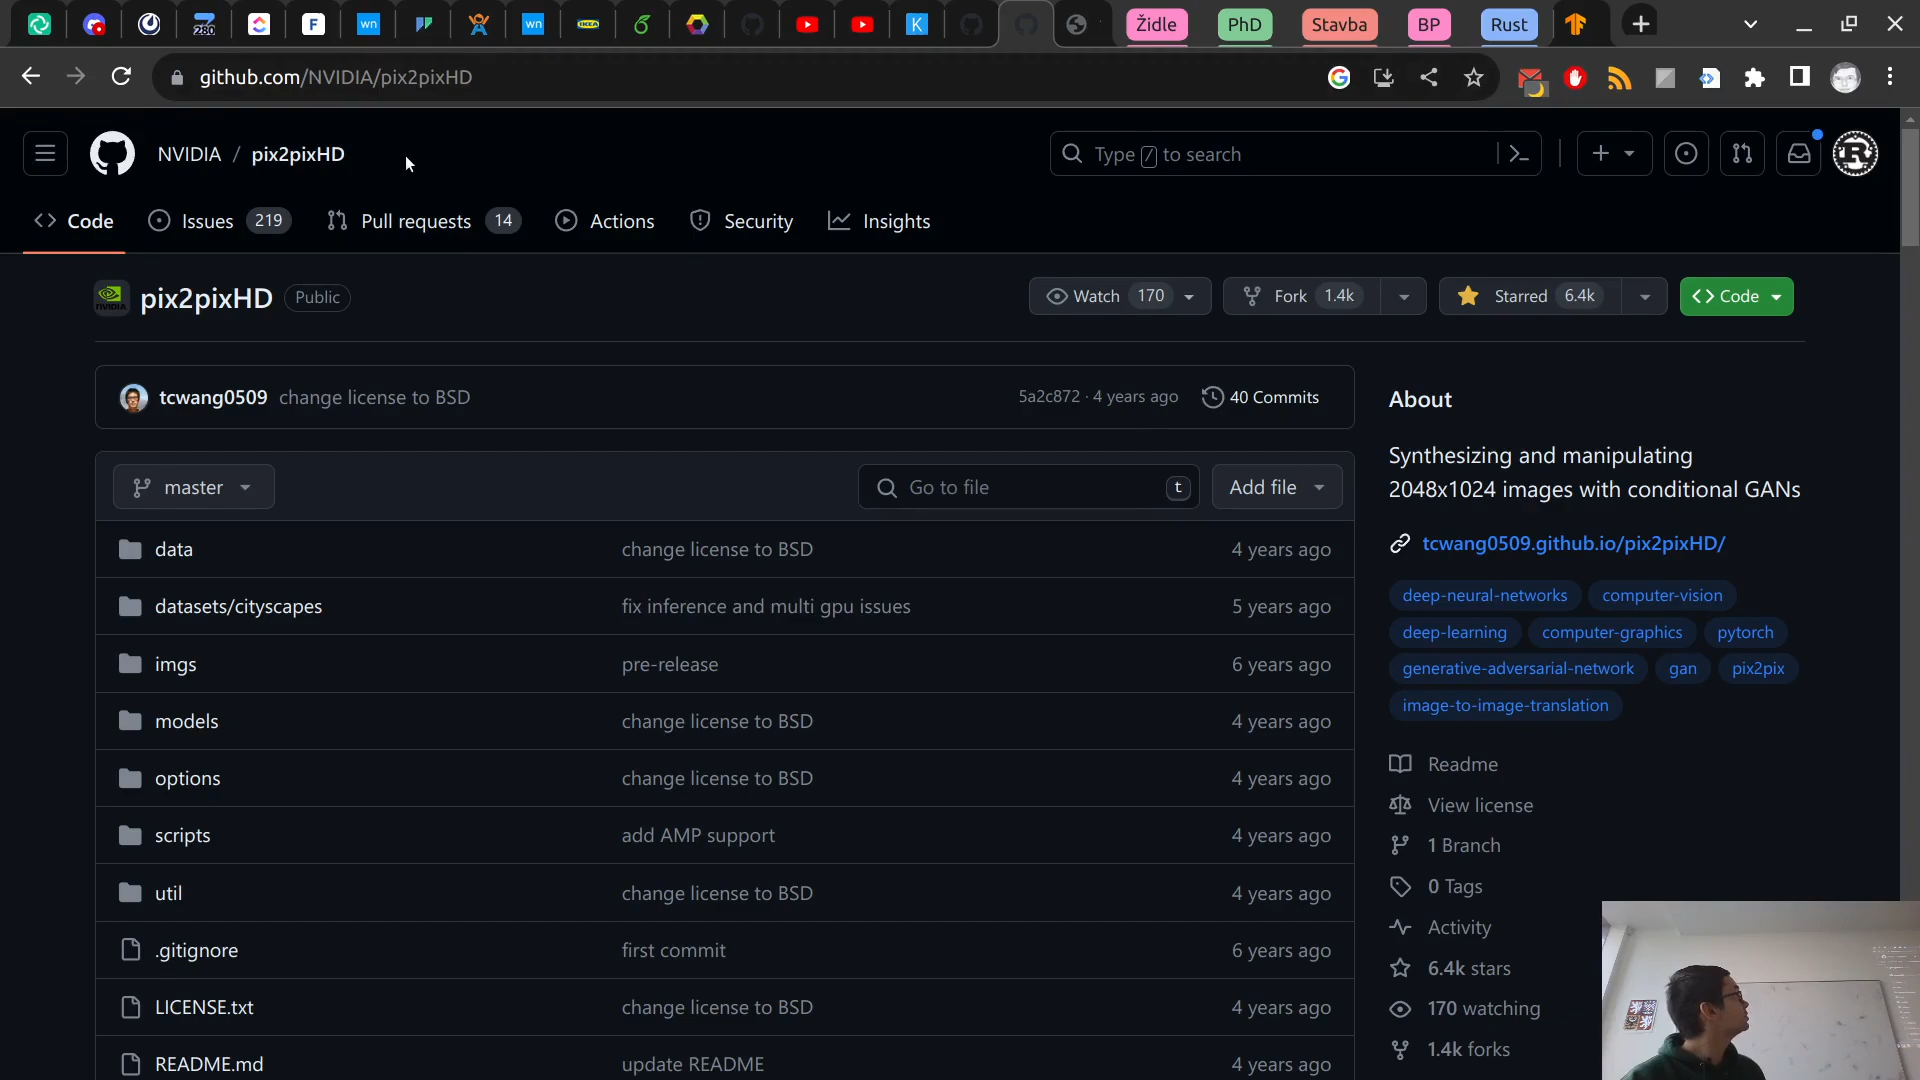 Židle
PhD
Stavba
BP
Rust
github.com/NVIDIA/pix2pixHD
NVIDIA / pix2pixHD
Type / to search
Code
Issues 219
Pull requests 14
Actions
Security
Insights
pix2pixHD Public
Watch 170
Fork 1.4k
Starred 6.4k
Code
tcwang0509 change license to BSD
5a2c872 · 4 years ago
40 Commits
master
Go to file t
Add file
data change license to BSD 4 years ago
datasets/cityscapes fix inference and multi gpu issues 5 years ago
imgs pre-release 6 years ago
models change license to BSD 4 years ago
options change license to BSD 4 years ago
scripts add AMP support 4 years ago
util change license to BSD 4 years ago
.gitignore first commit 6 years ago
LICENSE.txt change license to BSD 4 years ago
README.md update README 4 years ago
About
Synthesizing and manipulating
2048x1024 images with conditional GANs
tcwang0509.github.io/pix2pixHD/
deep-neural-networks computer-vision
deep-learning computer-graphics pytorch
generative-adversarial-network gan pix2pix
image-to-image-translation
Readme
View license
1 Branch
0 Tags
Activity
6.4k stars
170 watching
1.4k forks